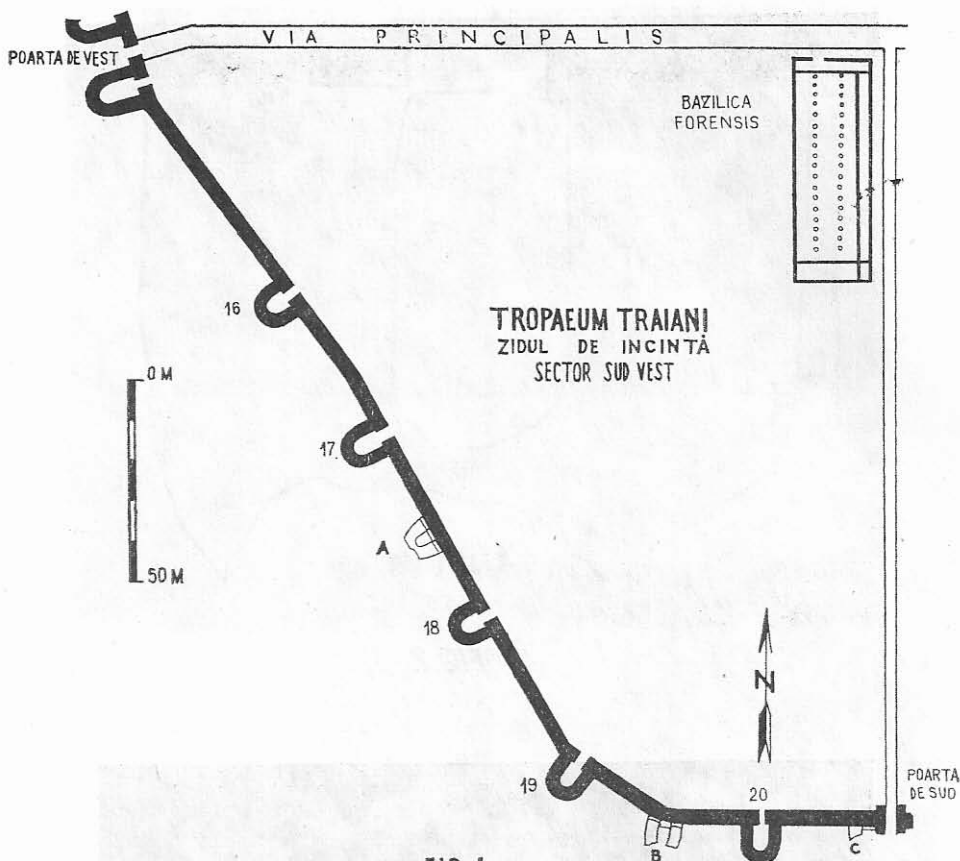 VIA PRINCIPALIS
POARTA DE VEST
BAZILICA
FORENSIS
16
TROPAEUM TRAIANI
ZIDUL DE INCINTĂ
SECTOR SUD VEST
0 M
17
A
50 M
18
N
19
20
POARTA
DE SUD
B
C